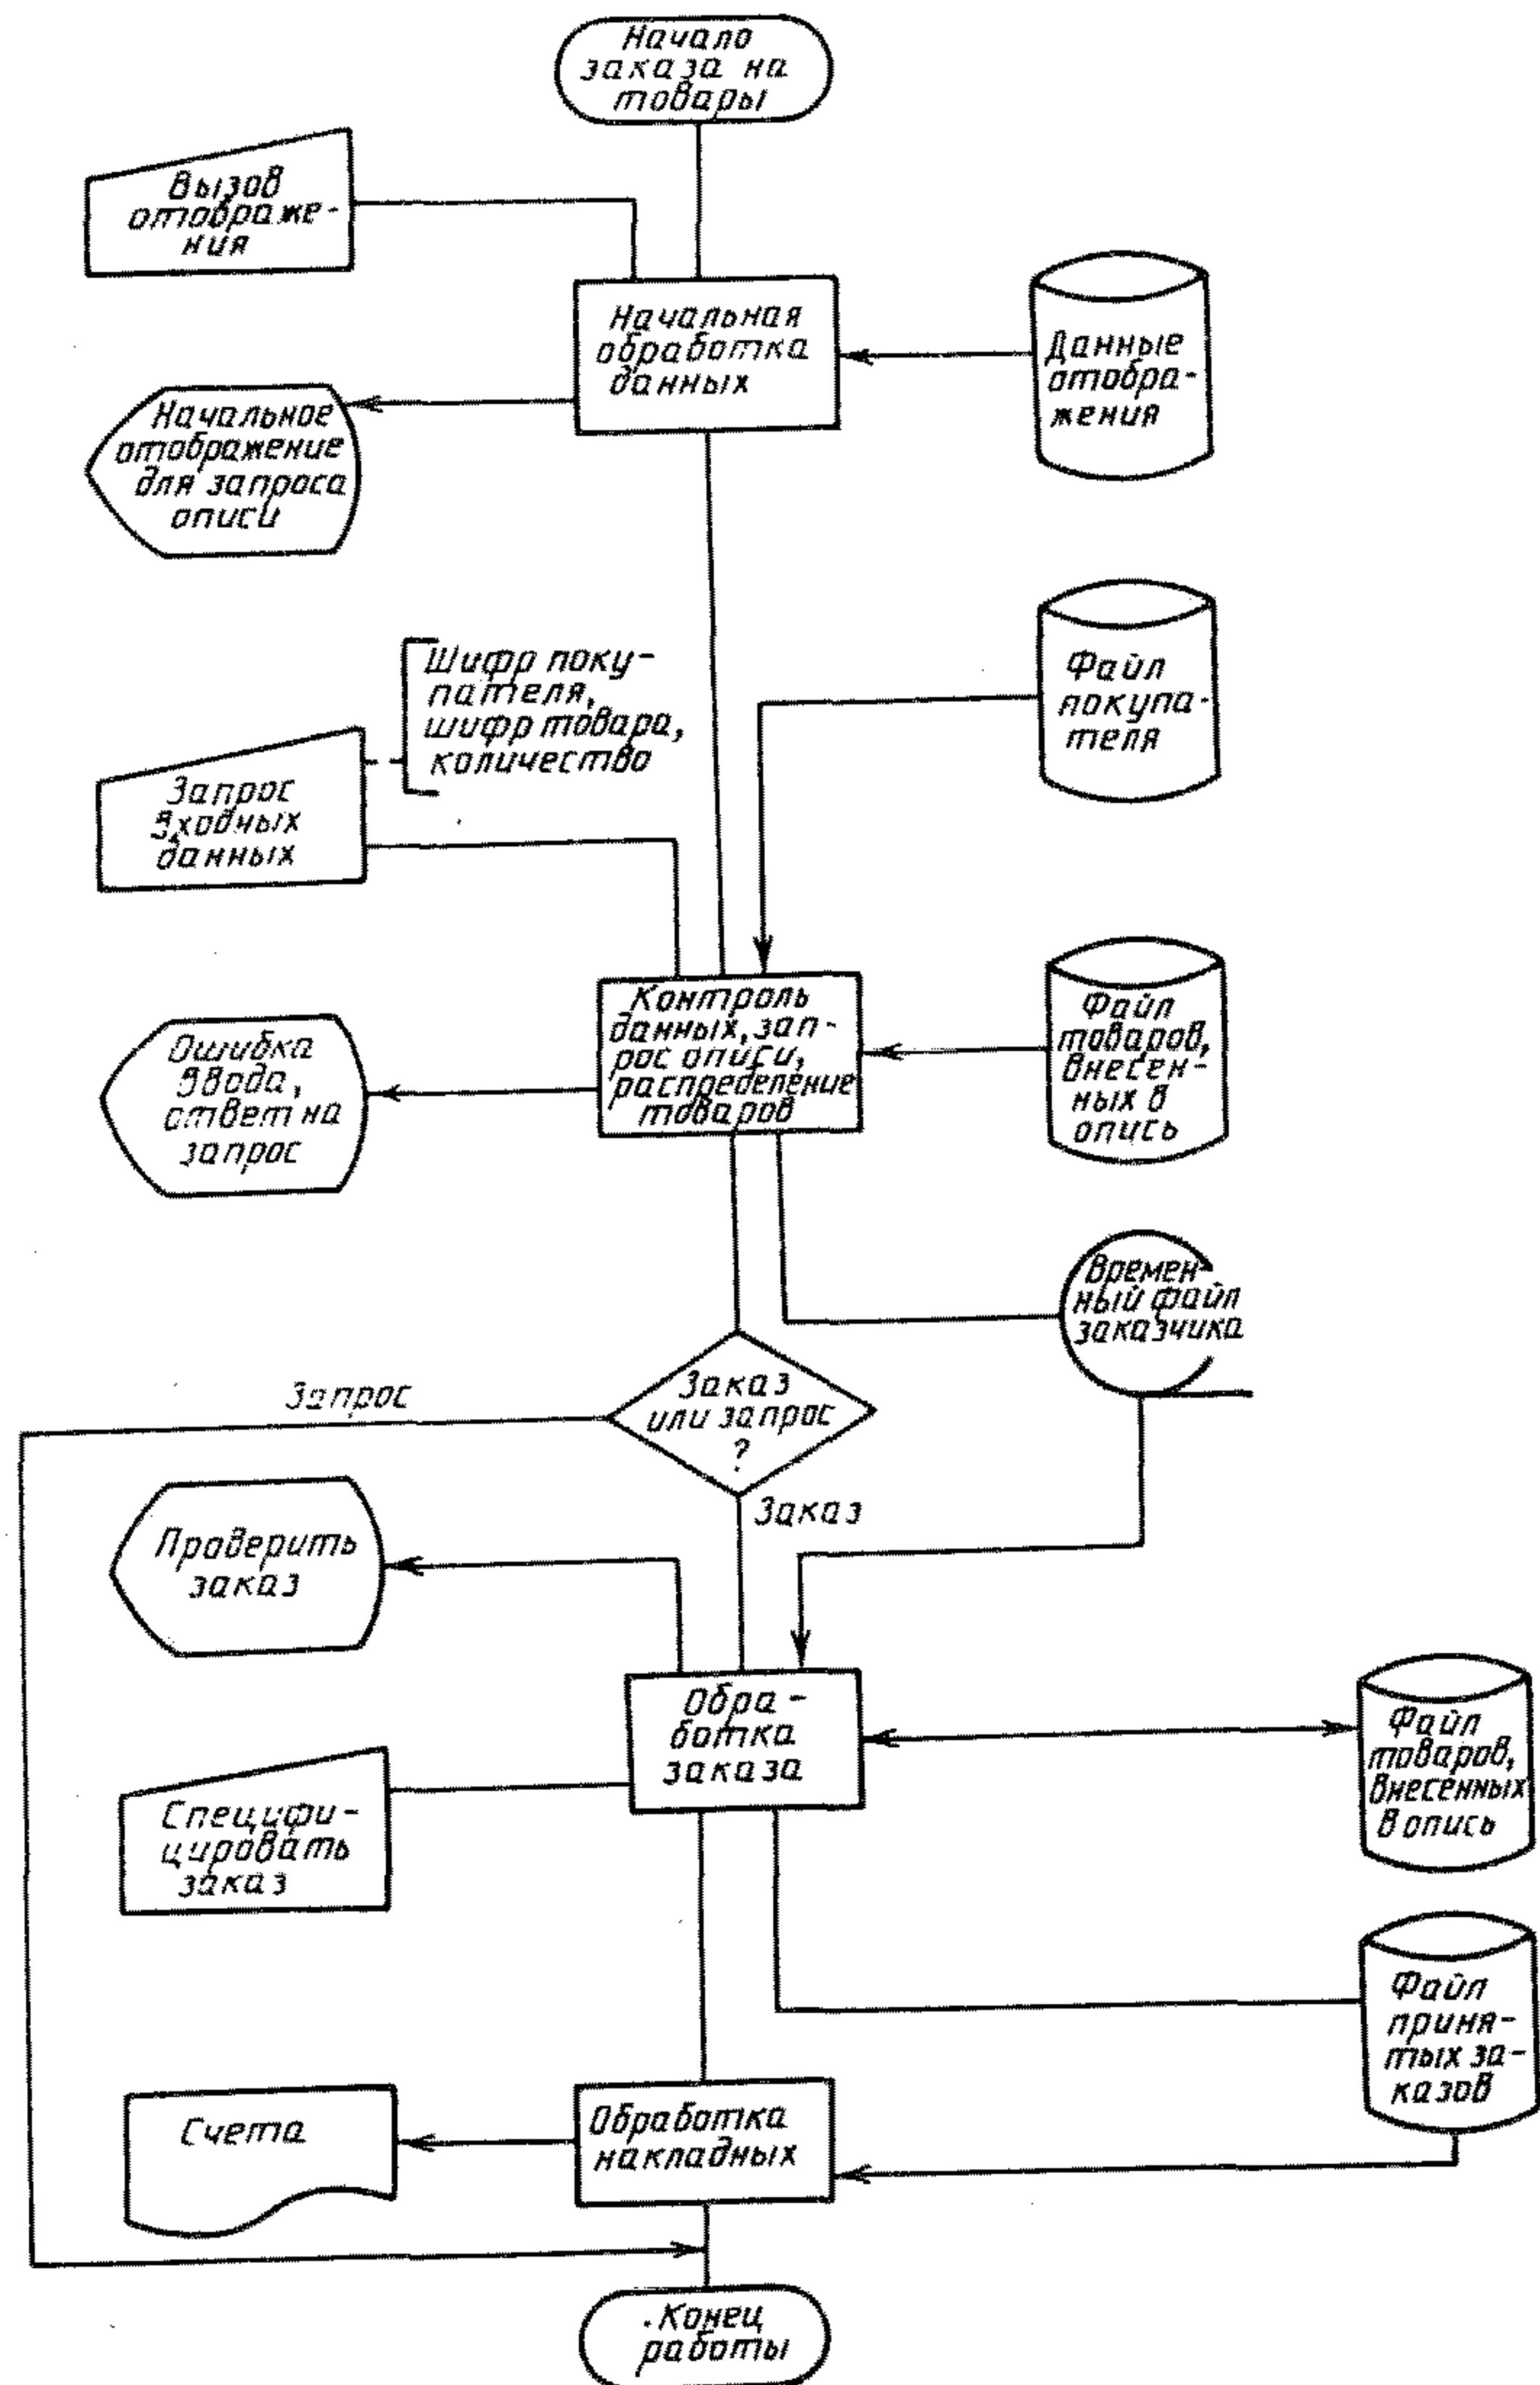 Начало
заказа на
товары
Вызов
отображе-
ния
Начальная
обработка
данных
Данные
отобра-
жения
Начальное
отображение
для запроса
описи
Шифр поку-
пателя,
шифр товара,
количество
Файл
покупа-
теля
Запрос
входных
данных
Контроль
данных, зап-
рос описи,
распределение
товаров
Файл
товаров,
внесен-
ных в
опись
Ошибка
ввода,
ответ на
запрос
Времен-
ный файл
заказчика
Запрос
Заказ
или запрос
?
Заказ
Проверить
заказ
Обра-
ботка
заказа
Файл
товаров,
внесенных
в опись
Специфи-
цировать
заказ
Файл
приня-
тых за-
казов
Счета
Обработка
накладных
Конец
работы